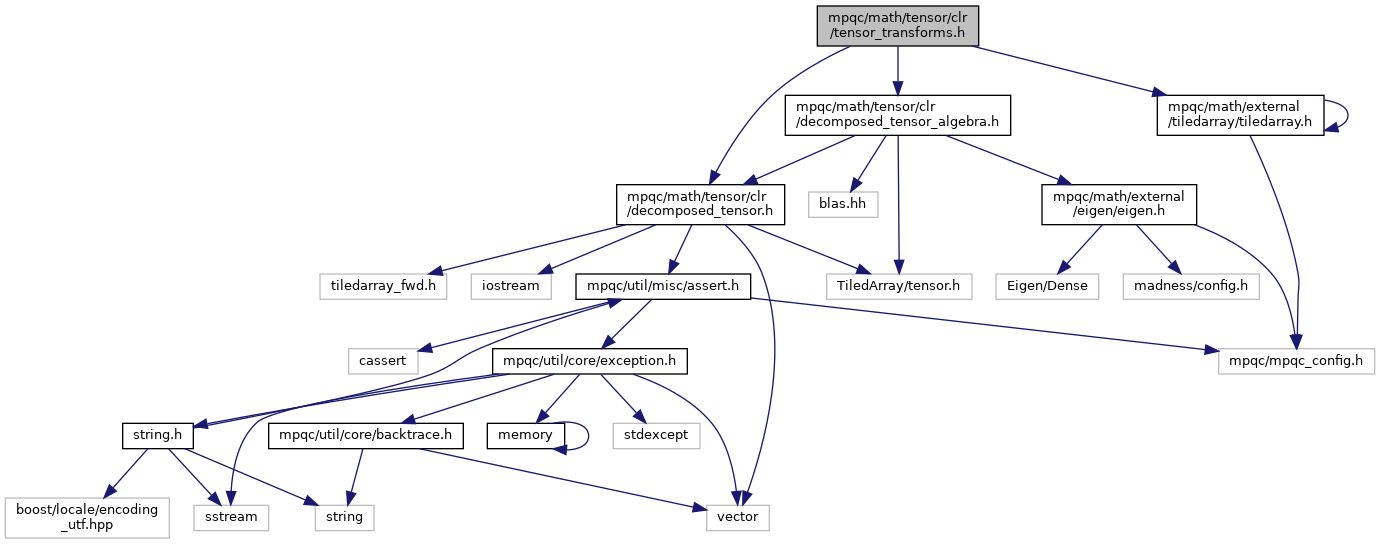 mpqc/math/tensor/clr
/tensor_transforms.h
mpqc/math/tensor/clr
/decomposed_tensor_algebra.h
mpqc/math/external
/tiledarray/tiledarray.h
mpqc/math/tensor/clr
/decomposed_tensor.h
blas.hh
mpqc/math/external
/eigen/eigen.h
tiledarray_fwd.h
iostream
mpqc/util/misc/assert.h
TiledArray/tensor.h
Eigen/Dense
madness/config.h
cassert
mpqc/util/core/exception.h
mpqc/mpqc_config.h
string.h
mpqc/util/core/backtrace.h
memory
stdexcept
boost/locale/encoding
_utf.hpp
sstream
string
vector